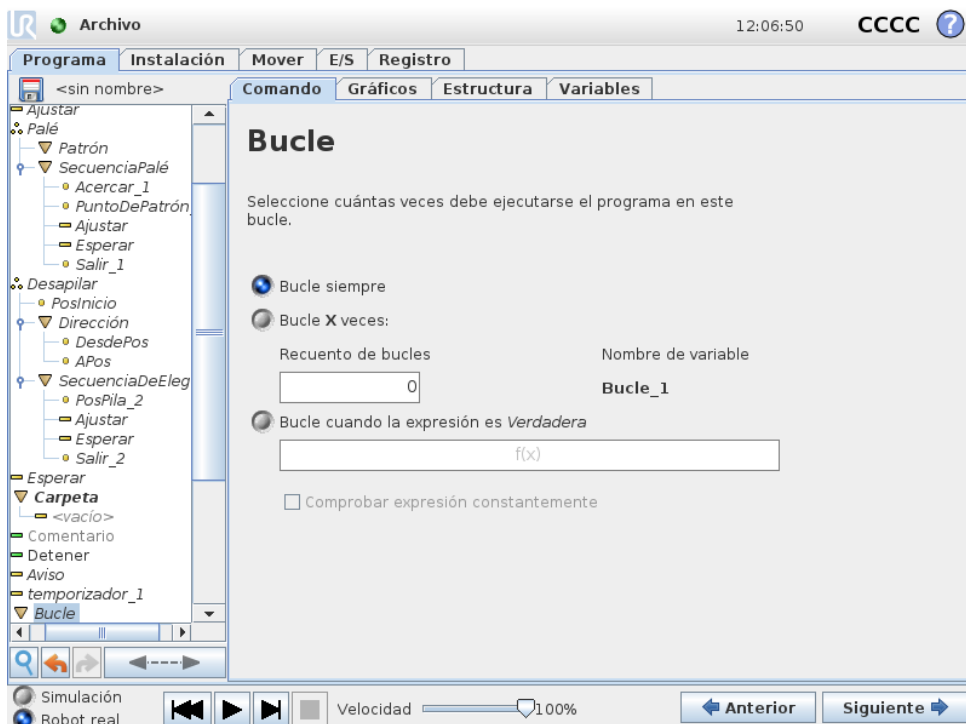 UR Archivo 12:06:50 CCCC ?
Programa Instalación Mover E/S Registro
<sin nombre>
Comando Gráficos Estructura Variables
Ajustar
Palé
Patrón
SecuenciaPalé
Acercar_1
PuntoDePatrón
Ajustar
Esperar
Salir_1
Desapilar
PosInicio
Dirección
DesdePos
APos
SecuenciaDeEleg
PosPila_2
Ajustar
Esperar
Salir_2
Esperar
Carpeta
<vacío>
Comentario
Detener
Aviso
temporizador_1
Bucle
Bucle
Seleccione cuántas veces debe ejecutarse el programa en este
bucle.
Bucle siempre
Bucle X veces:
Recuento de bucles Nombre de variable
0 Bucle_1
Bucle cuando la expresión es Verdadera
f(x)
Comprobar expresión constantemente
Simulación
Robot real
Velocidad 100%
Anterior Siguiente